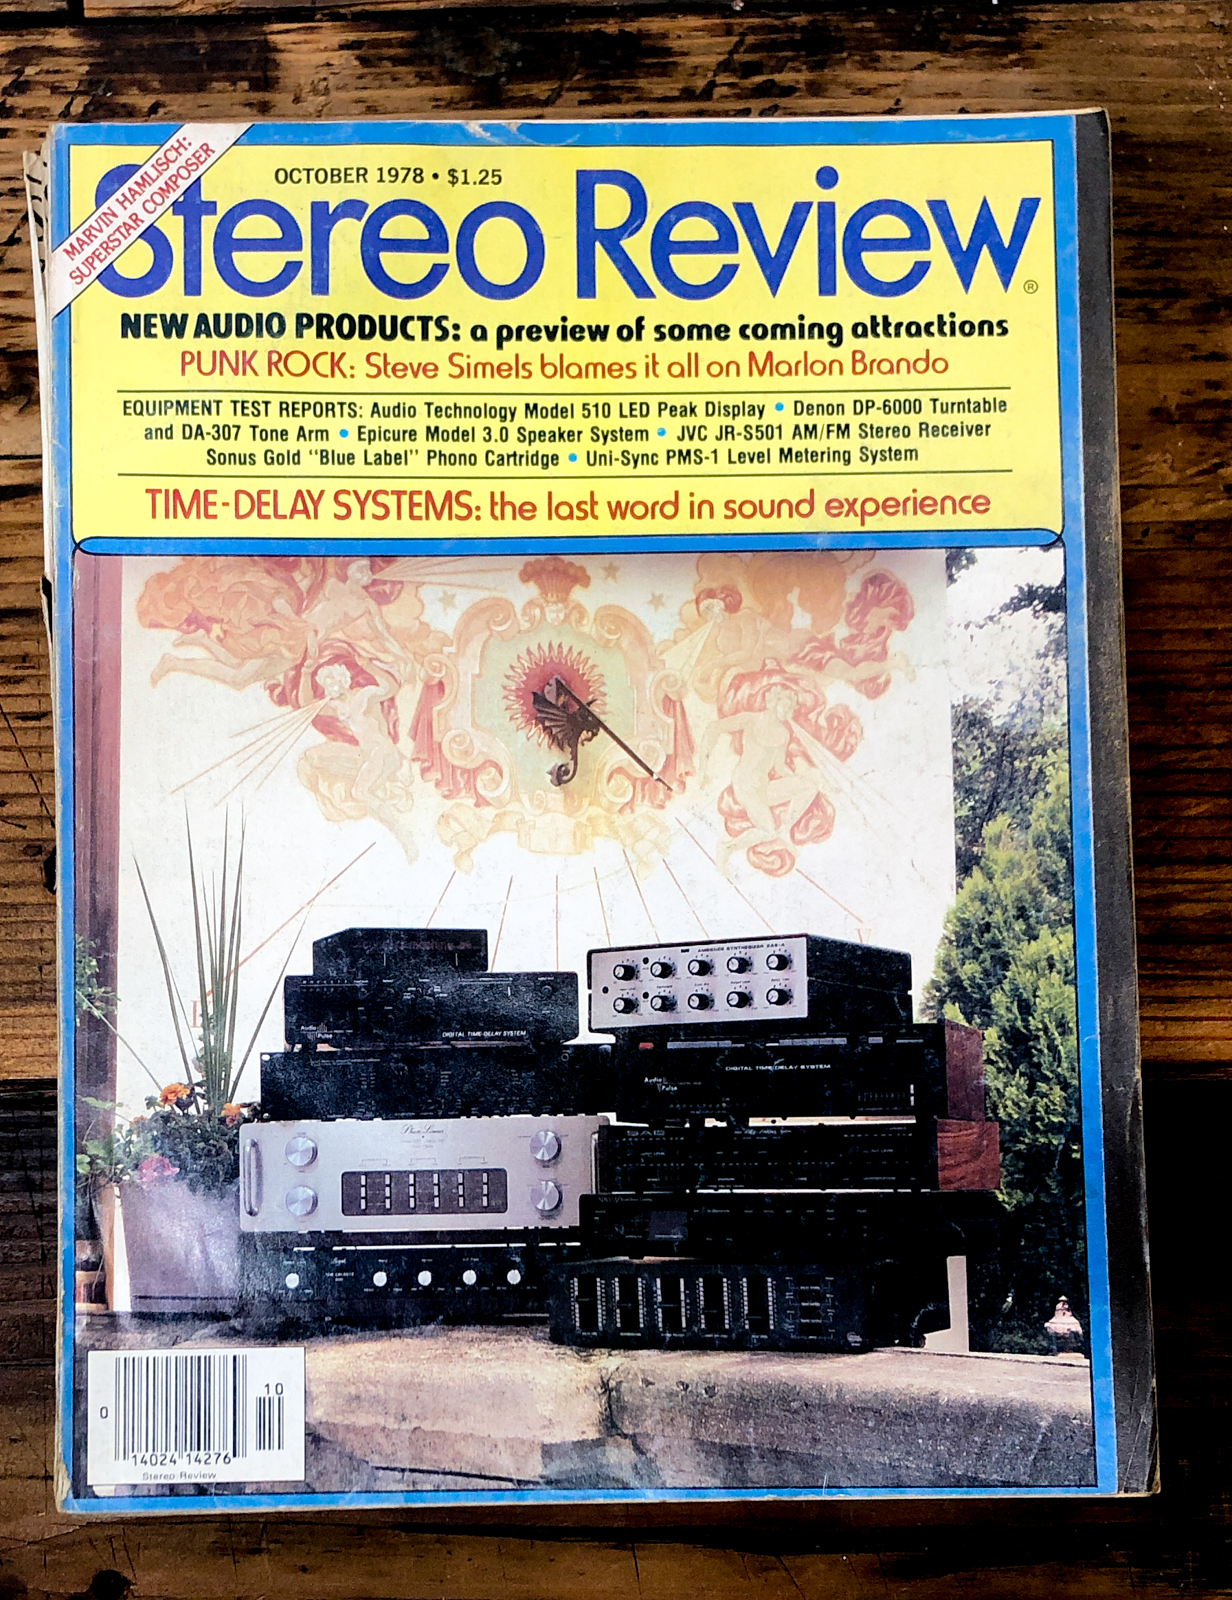 MARVIN HAMLISCH:
SUPERSTAR COMPOSER
OCTOBER 1978 • $1.25
Stereo Review®
NEW AUDIO PRODUCTS: a preview of some coming attractions
PUNK ROCK: Steve Simels blames it all on Marlon Brando
EQUIPMENT TEST REPORTS: Audio Technology Model 510 LED Peak Display • Denon DP-6000 Turntable
and DA-307 Tone Arm • Epicure Model 3.0 Speaker System • JVC JR-S501 AM/FM Stereo Receiver
Sonus Gold "Blue Label" Phono Cartridge • Uni-Sync PMS-1 Level Metering System
TIME-DELAY SYSTEMS: the last word in sound experience
AMBIENCE SYNTHESIZER
Audio
Pulse
DIGITAL TIME-DELAY SYSTEM
DIGITAL TIME DELAY SYSTEM
Audio
Pulse
Phase Linear
SAE
10
0
14024 14276
Stereo Review